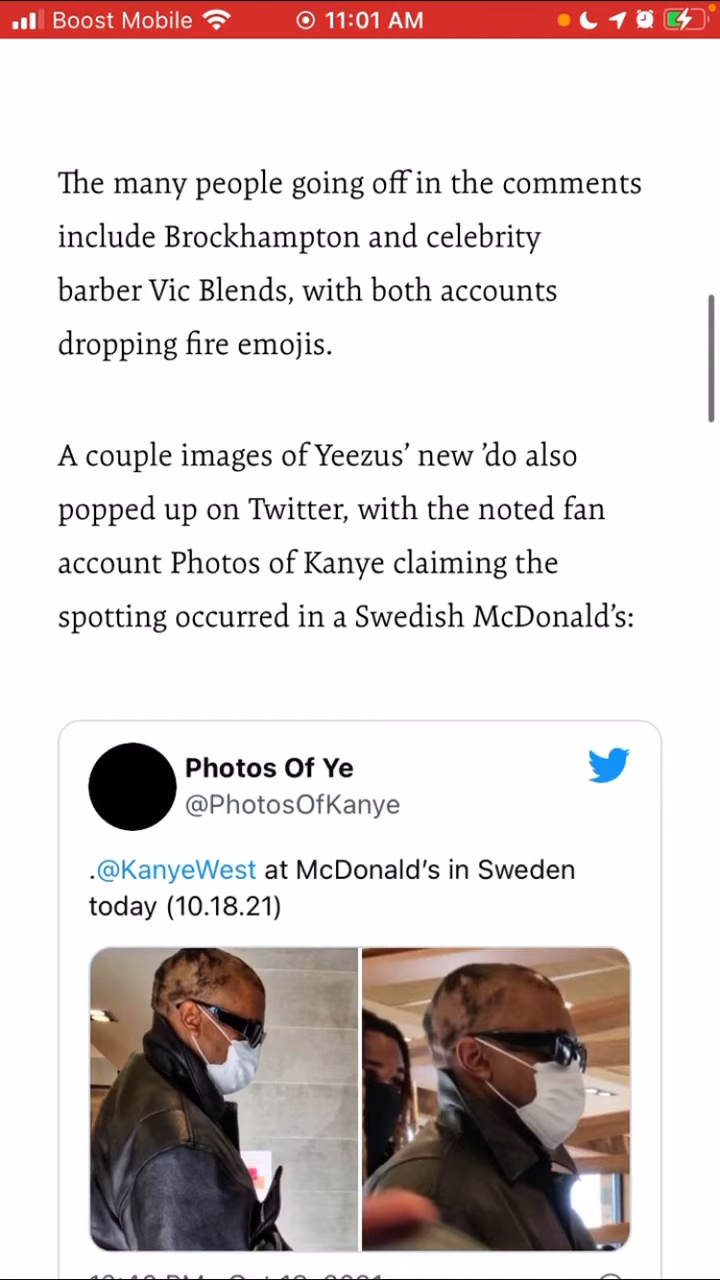 Boost Mobile 11:01 AM
The many people going off in the comments
include Brockhampton and celebrity
barber Vic Blends, with both accounts
dropping fire emojis.
A couple images of Yeezus’ new ’do also
popped up on Twitter, with the noted fan
account Photos of Kanye claiming the
spotting occurred in a Swedish McDonald’s:
Photos Of Ye
@PhotosOfKanye
.@KanyeWest at McDonald’s in Sweden
today (10.18.21)